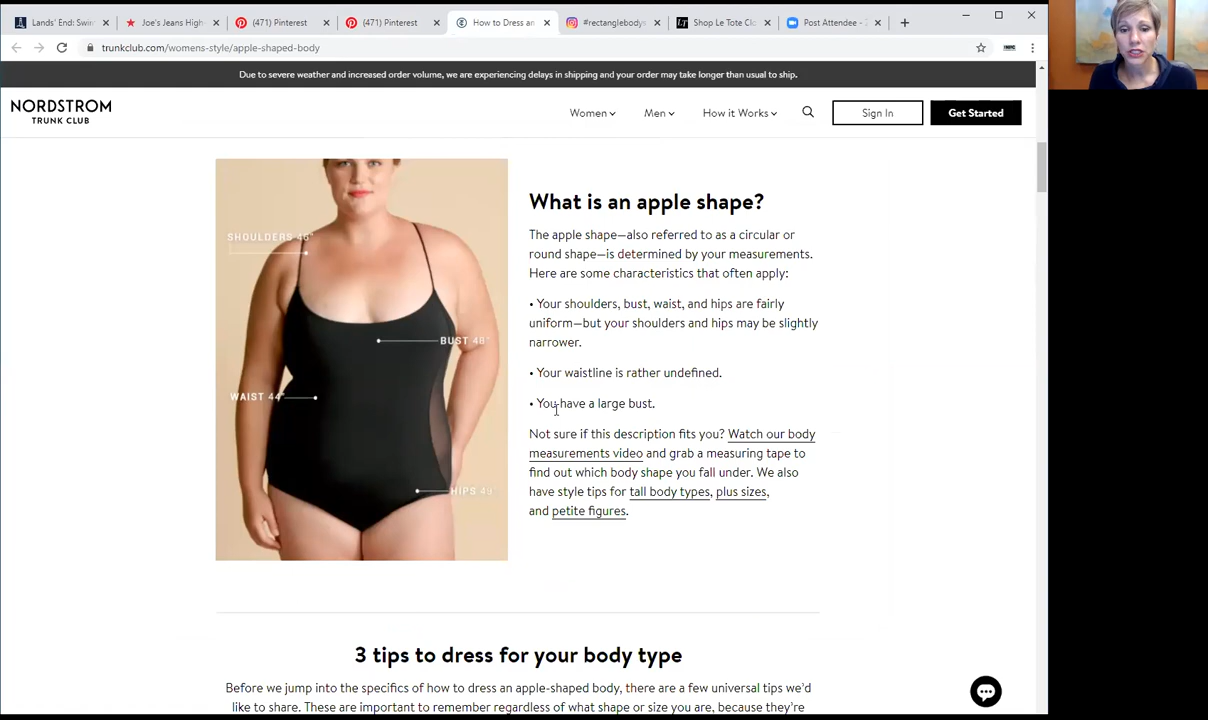 Lands' End: Swim
Joe's Jeans High-
(471) Pinterest
(471) Pinterest
How to Dress an
#rectanglebodys
LT
Shop Le Tote Clo
Post Attendee - Z
trunkclub.com/womens-style/apple-shaped-body
Due to severe weather and increased order volume, we are experiencing delays in shipping and your order may take longer than usual to ship.
NORDSTROM
TRUNK CLUB
Women
Men
How it Works
Sign In
Get Started
SHOULDERS 46"
BUST 48"
WAIST 44"
HIPS 49"
What is an apple shape?
The apple shape—also referred to as a circular or
round shape—is determined by your measurements.
Here are some characteristics that often apply:
• Your shoulders, bust, waist, and hips are fairly
uniform—but your shoulders and hips may be slightly
narrower.
• Your waistline is rather undefined.
• You have a large bust.
Not sure if this description fits you? Watch our body
measurements video and grab a measuring tape to
find out which body shape you fall under. We also
have style tips for tall body types, plus sizes,
and petite figures.
3 tips to dress for your body type
Before we jump into the specifics of how to dress an apple-shaped body, there are a few universal tips we'd
like to share. These are important to remember regardless of what shape or size you are, because they're